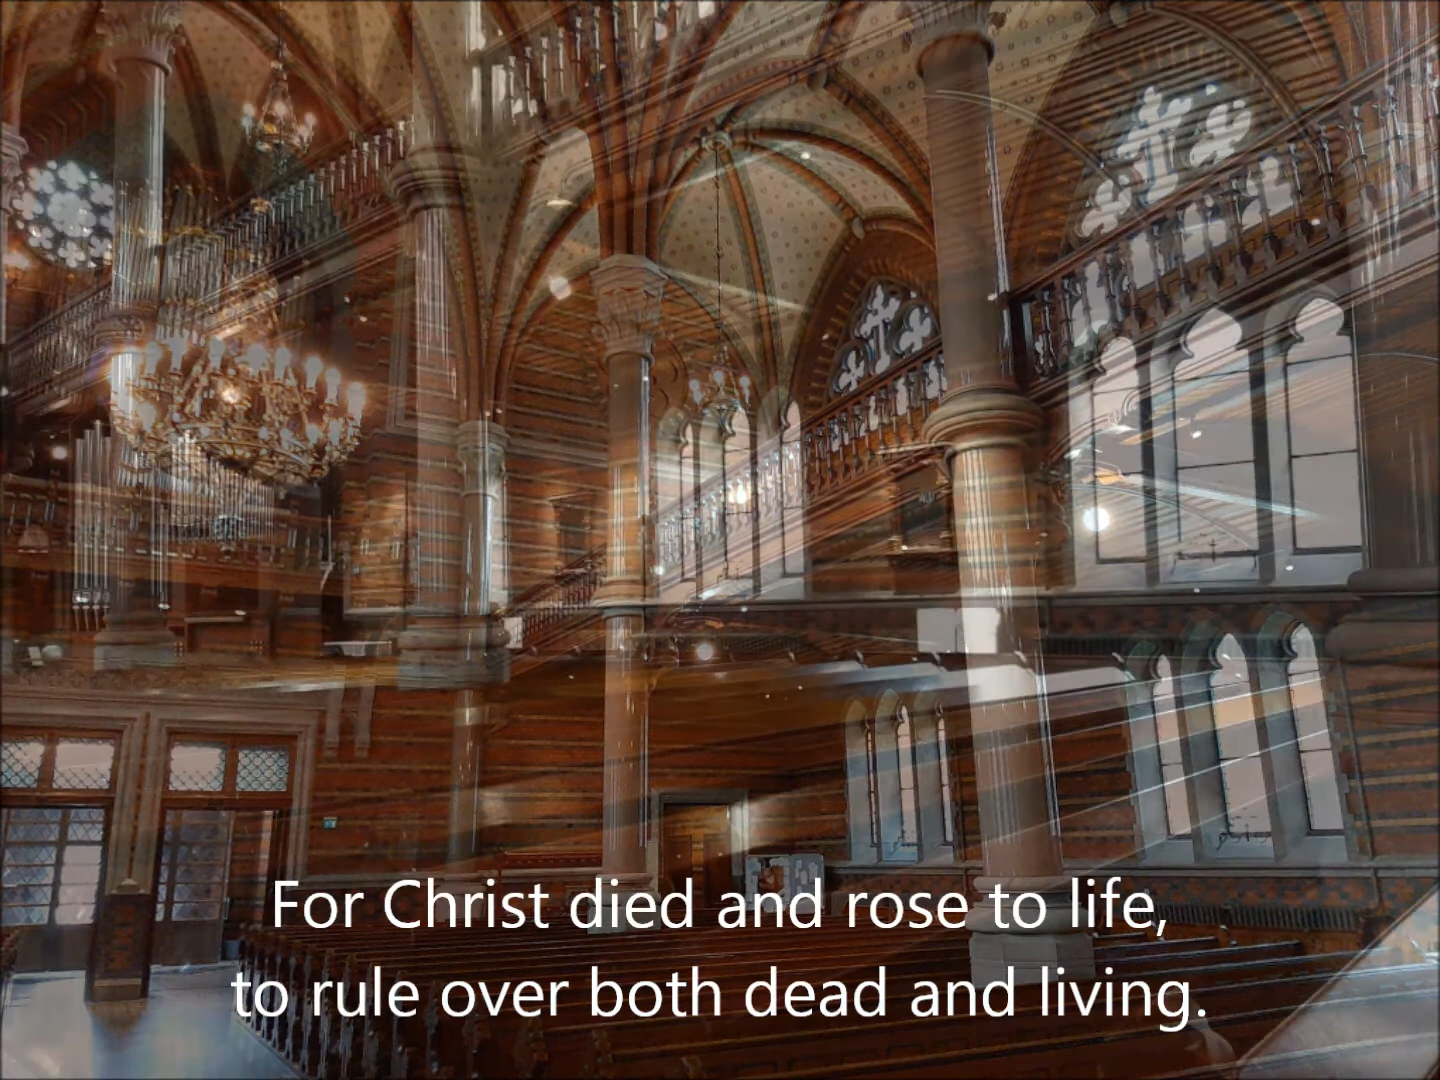 For Christ died and rose to life,
to rule over both dead and living.